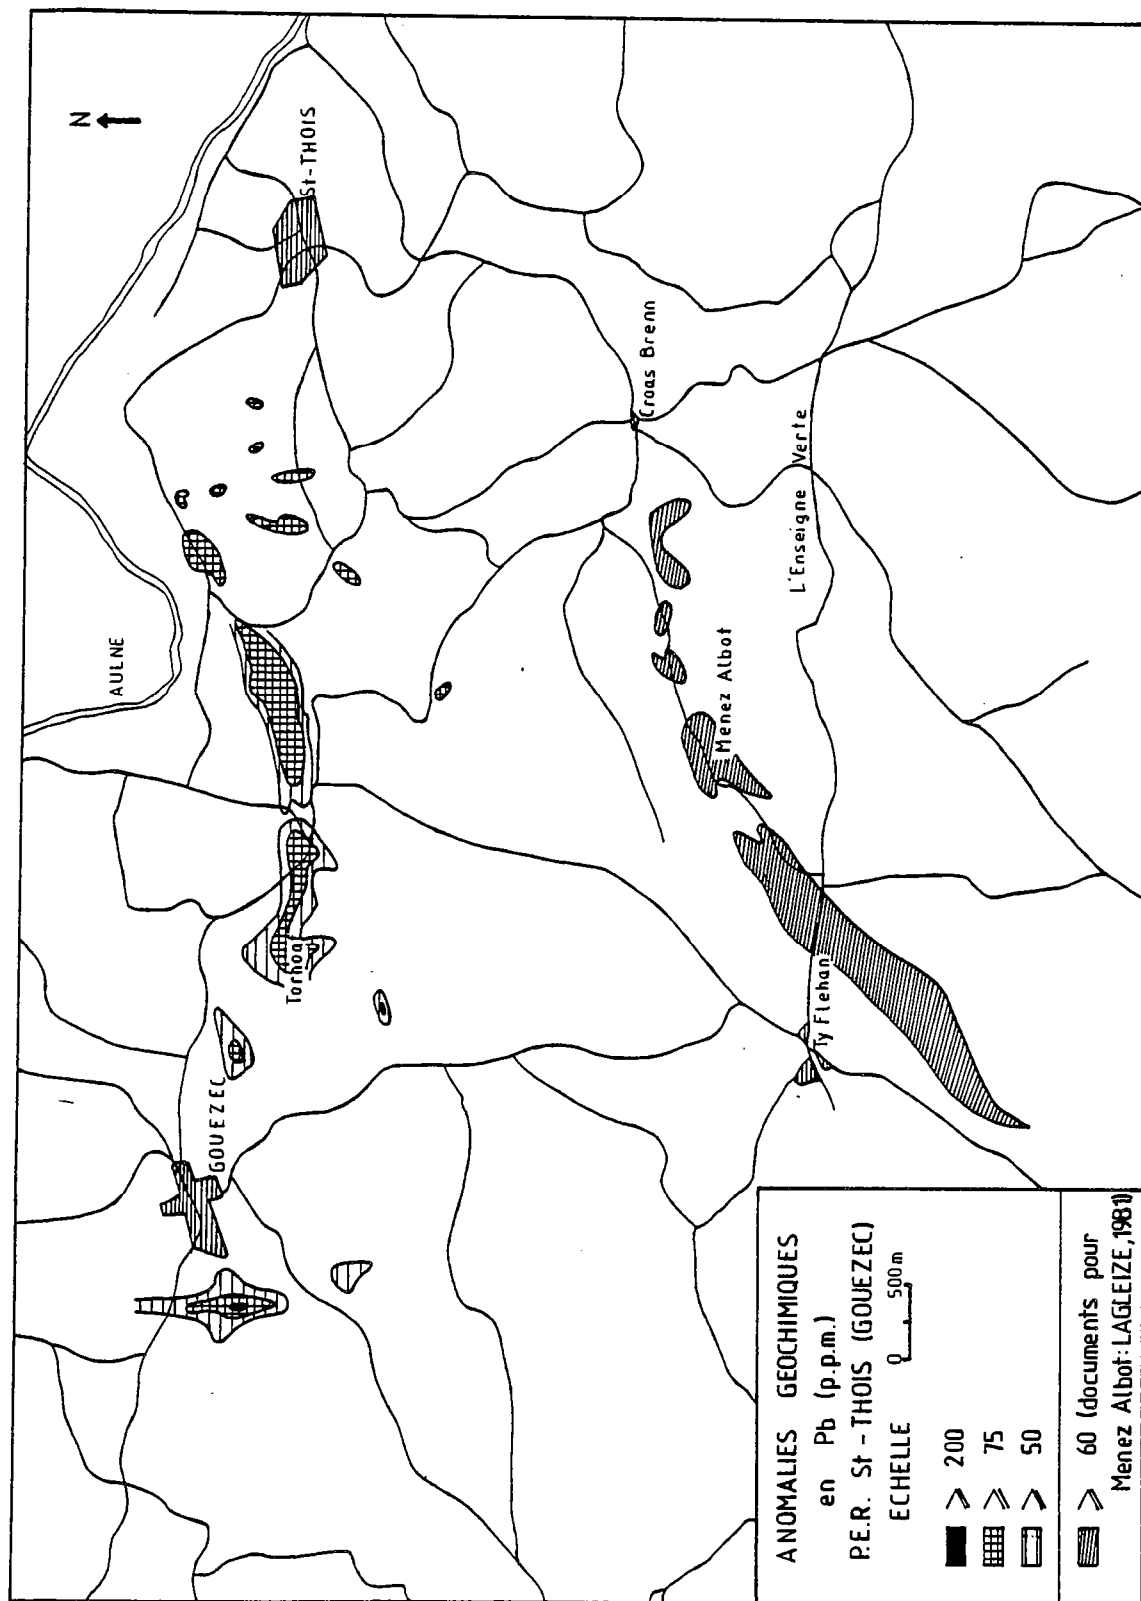 N
AULNE
St-THOIS
GOUEZEC
Croas Brenn
L'Enseigne Verte
Menez Albot
Ty Flehan
ANOMALIES GEOCHIMIQUES
en Pb (p.p.m.)
P.E.R. St-THOIS (GOUEZEC)
ECHELLE 0 500m
⩾ 200
⩾ 75
⩾ 50
⩾ 60 (documents pour
Menez Albot: LAGLEIZE, 1981)